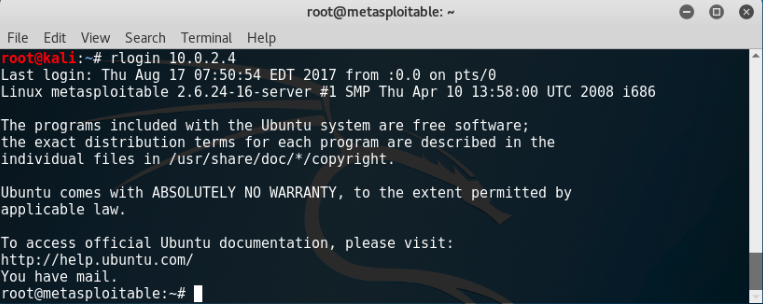 root@metasploitable: ~
File Edit View Search Terminal Help
root@kali:~# rlogin 10.0.2.4
Last login: Thu Aug 17 07:50:54 EDT 2017 from :0.0 on pts/0
Linux metasploitable 2.6.24-16-server #1 SMP Thu Apr 10 13:58:00 UTC 2008 i686
The programs included with the Ubuntu system are free software;
the exact distribution terms for each program are described in the
individual files in /usr/share/doc/*/copyright.
Ubuntu comes with ABSOLUTELY NO WARRANTY, to the extent permitted by
applicable law.
To access official Ubuntu documentation, please visit:
http://help.ubuntu.com/
You have mail.
root@metasploitable:~#